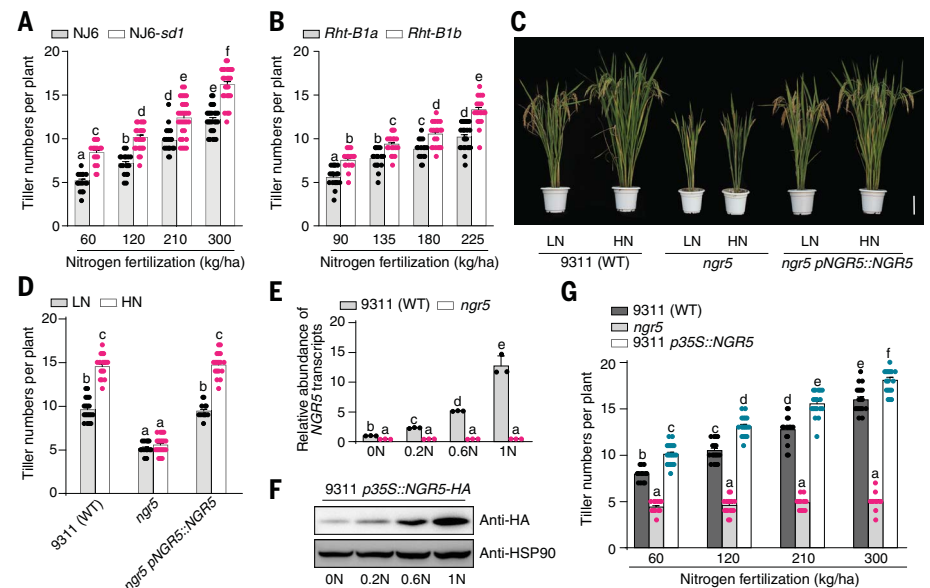 A
NJ6 NJ6-sd1
Tiller numbers per plant
20
15
10
5
0
a c b d d e e f
60 120 210 300
Nitrogen fertilization (kg/ha)
B
Rht-B1a Rht-B1b
Tiller numbers per plant
20
15
10
5
0
a b b c c d d e
90 135 180 225
Nitrogen fertilization (kg/ha)
C
LN HN LN HN LN HN
9311 (WT) ngr5 ngr5 pNGR5::NGR5
D
LN HN
Tiller numbers per plant
20
15
10
5
0
b c a a b c
9311 (WT)
ngr5
ngr5 pNGR5::NGR5
E
9311 (WT) ngr5
Relative abundance of
NGR5 transcripts
20
15
10
5
0
b a c a d a e a
0N 0.2N 0.6N 1N
F
9311 p35S::NGR5-HA
Anti-HA
Anti-HSP90
0N 0.2N 0.6N 1N
G
9311 (WT)
ngr5
9311 p35S::NGR5
Tiller numbers per plant
20
15
10
5
0
b a c c a d d a e e a f
60 120 210 300
Nitrogen fertilization (kg/ha)